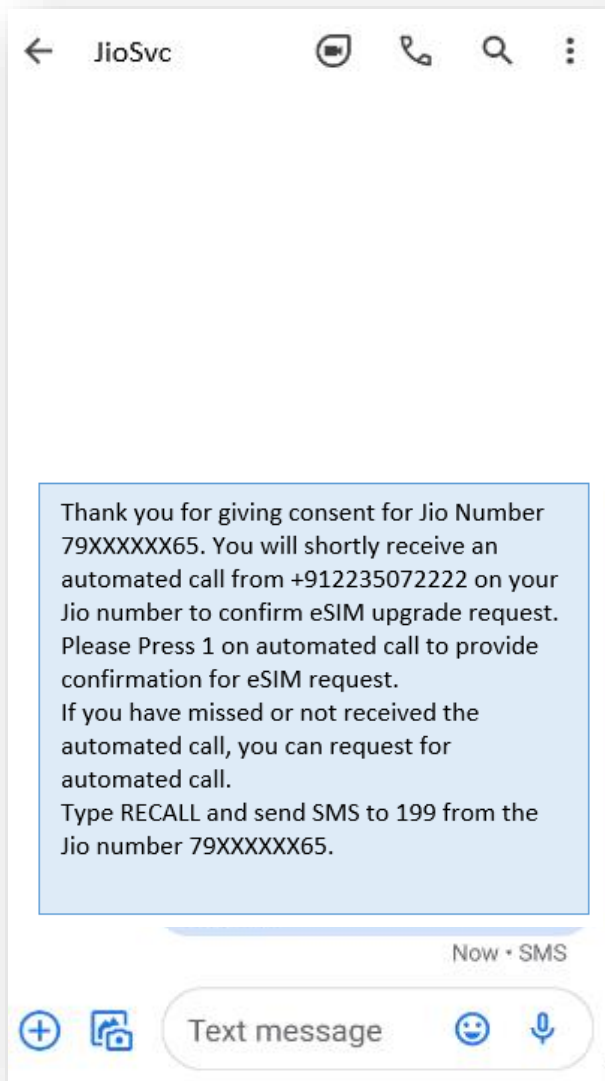 JioSvc
Thank you for giving consent for Jio Number
79XXXXXX65. You will shortly receive an
automated call from +912235072222 on your
Jio number to confirm eSIM upgrade request.
Please Press 1 on automated call to provide
confirmation for eSIM request.
If you have missed or not received the
automated call, you can request for
automated call.
Type RECALL and send SMS to 199 from the
Jio number 79XXXXXX65.
Now • SMS
Text message